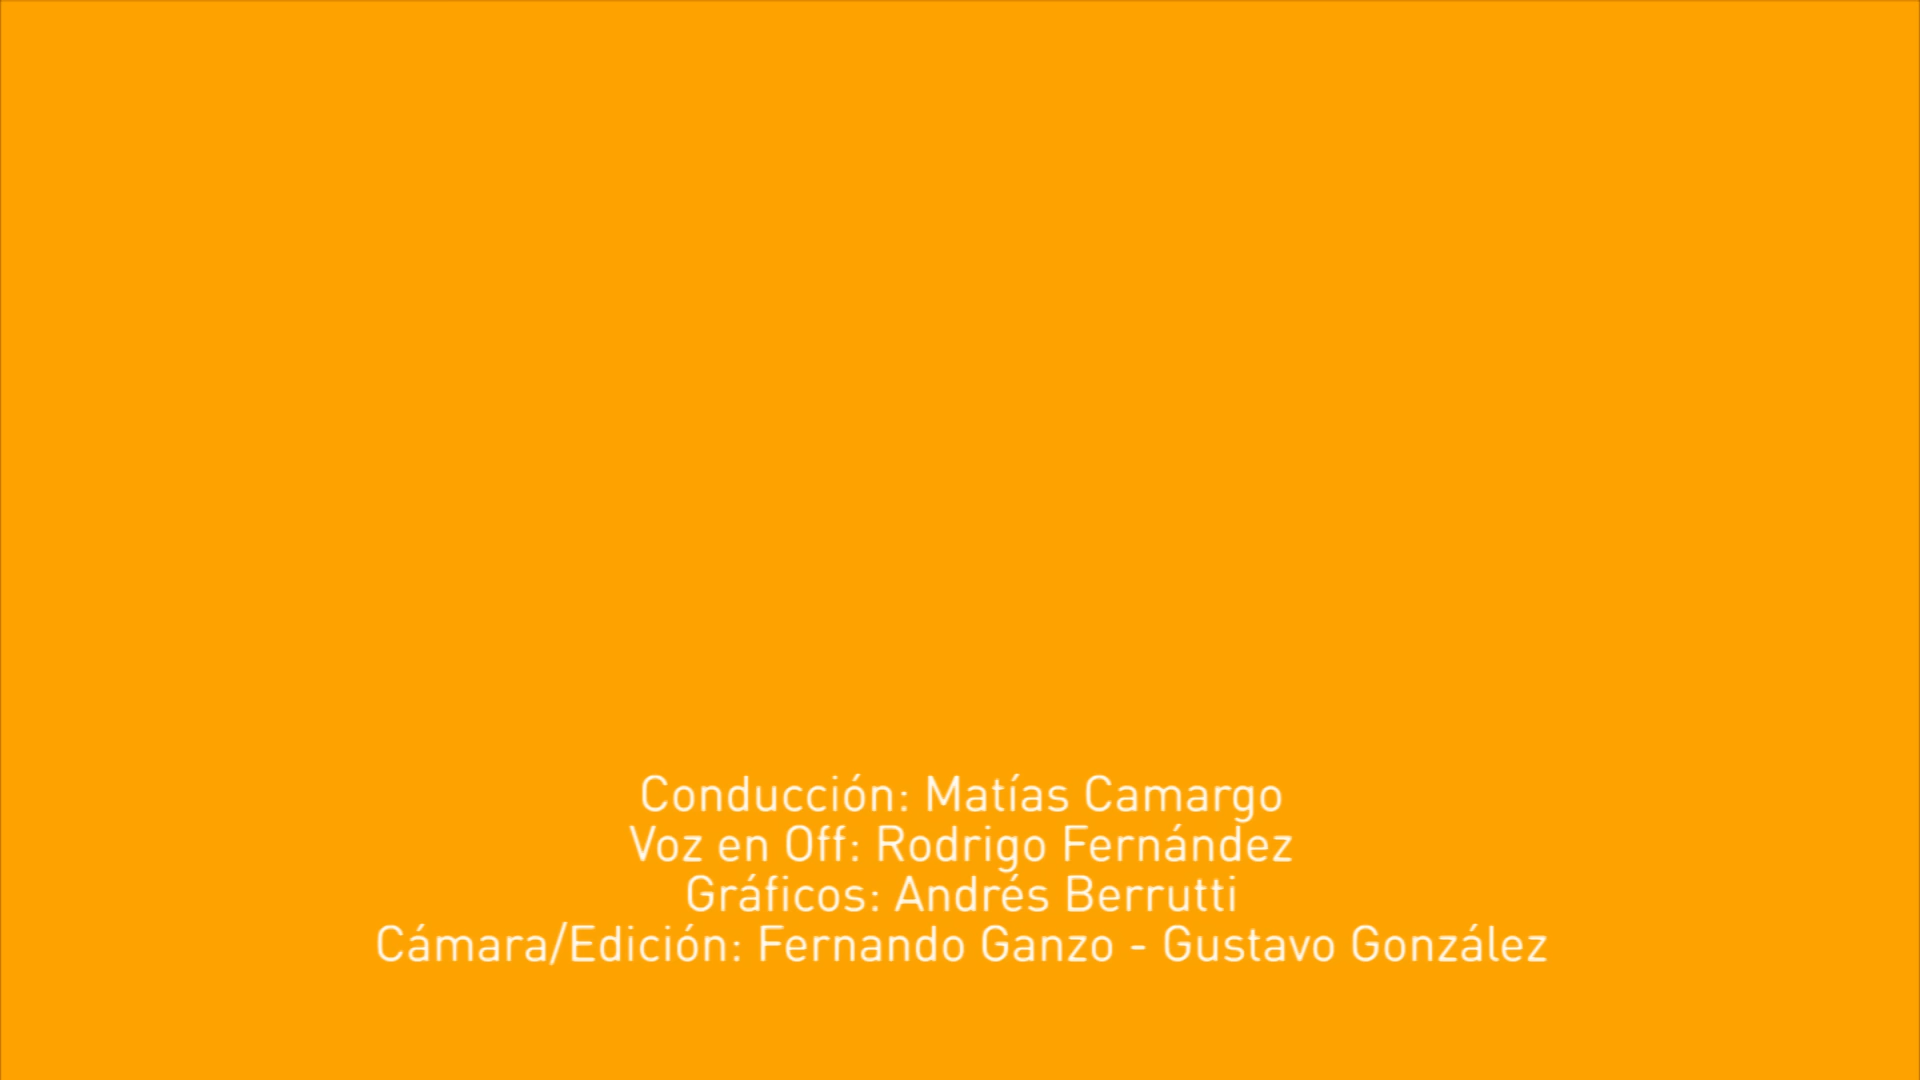 Conducción: Matías Camargo
Voz en Off: Rodrigo Fernández
Gráficos: Andrés Berrutti
Cámara/Edición: Fernando Ganzo - Gustavo González